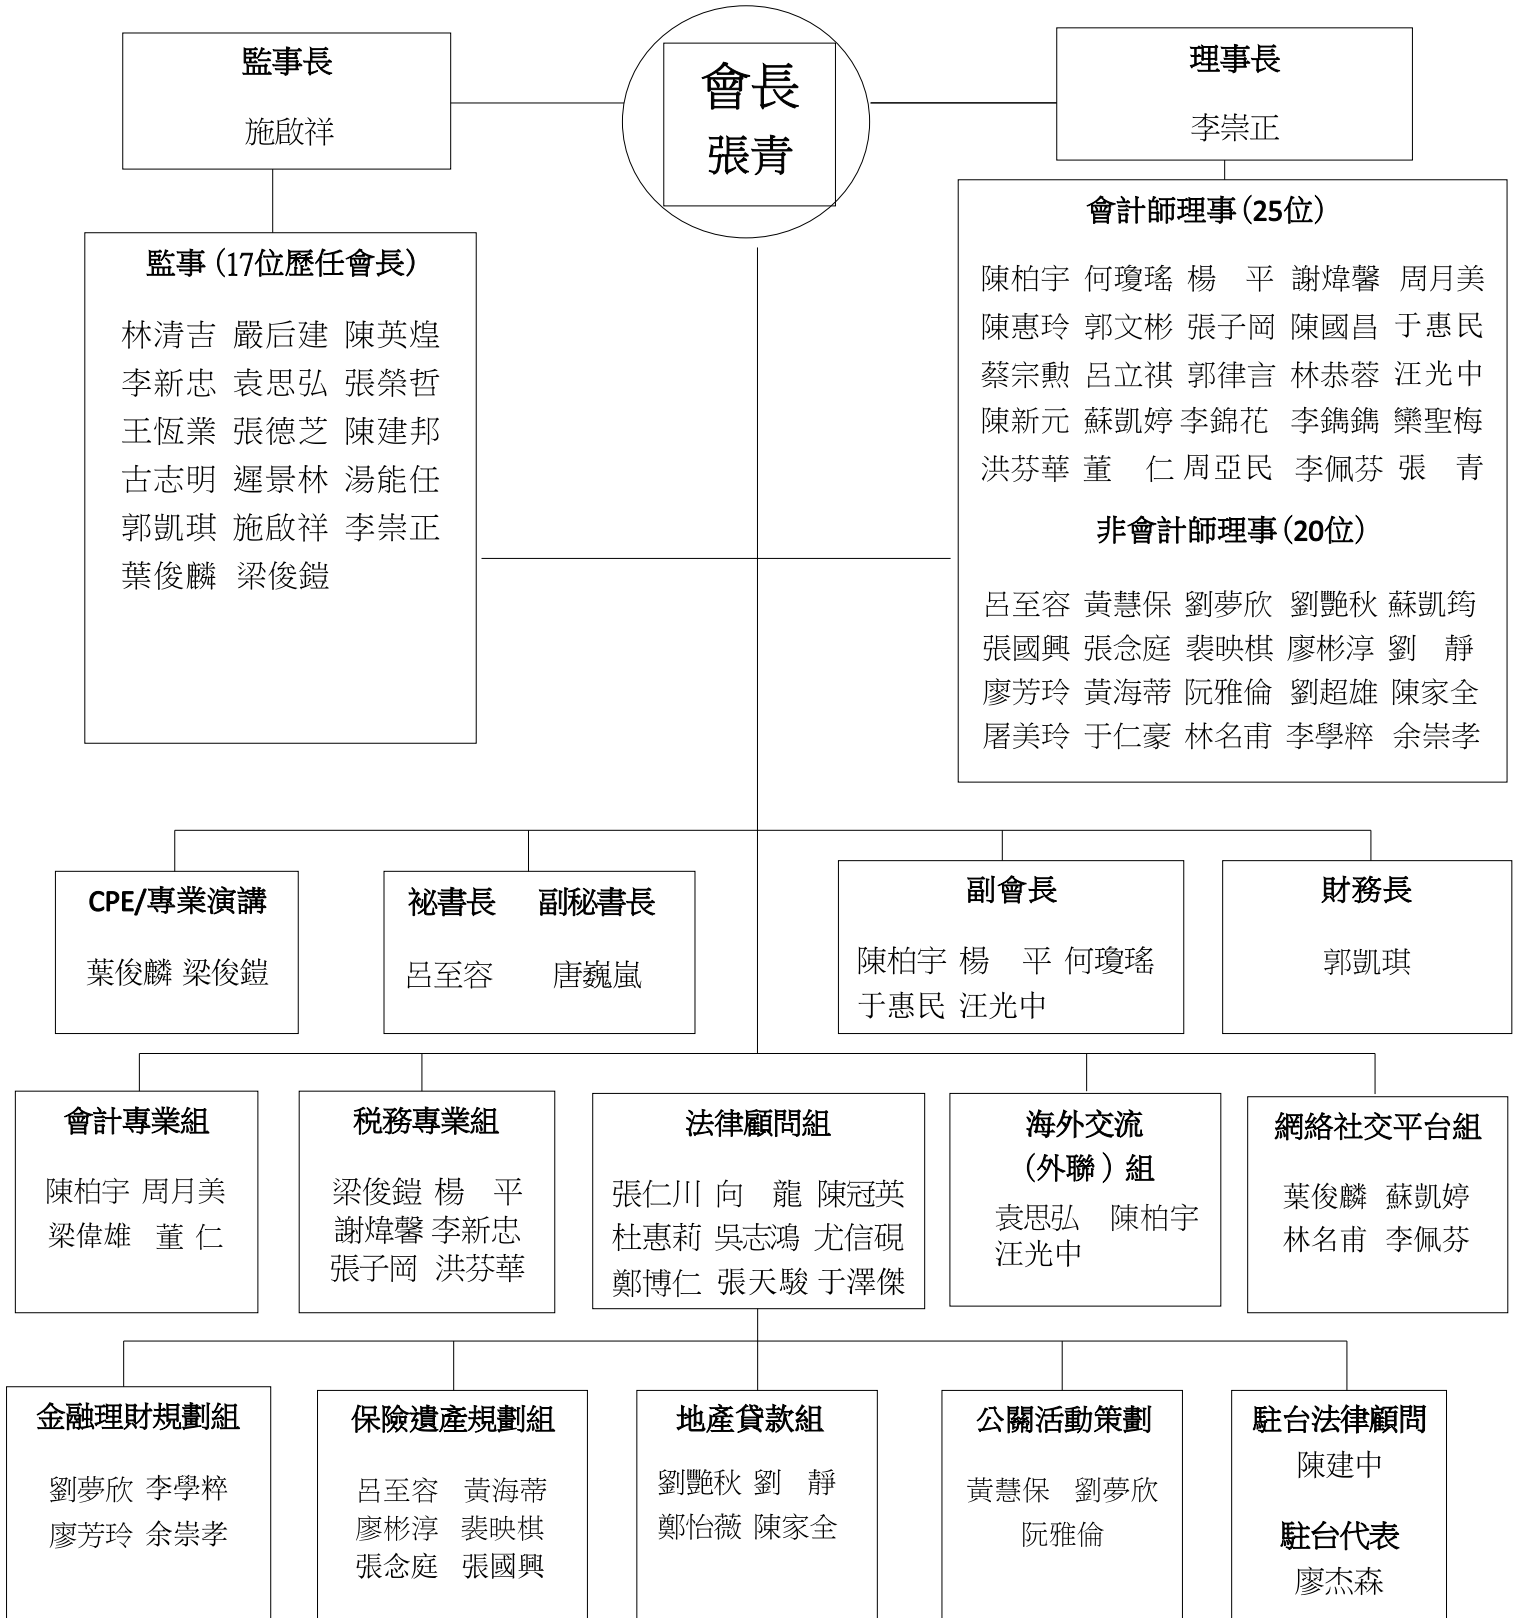 監事長
施啟祥
會長
張青
理事長
李崇正
監事(17位歷任會長)
林清吉 嚴后建 陳英煌
李新忠 袁思弘 張榮哲
王恆業 張德芝 陳建邦
古志明 遲景林 湯能任
郭凱琪 施啟祥 李崇正
葉俊麟 梁俊鎧
會計師理事(25位)
陳柏宇 何瓊瑤 楊 平 謝煒馨 周月美
陳惠玲 郭文彬 張子岡 陳國昌 于惠民
蔡宗勳 呂立祺 郭律言 林恭蓉 汪光中
陳新元 蘇凱婷 李錦花 李鐫鐫 欒聖梅
洪芬華 董 仁 周亞民 李佩芬 張 青
非會計師理事(20位)
呂至容 黃慧保 劉夢欣 劉艷秋 蘇凱筠
張國興 張念庭 裴映棋 廖彬淳 劉 靜
廖芳玲 黃海蒂 阮雅倫 劉超雄 陳家全
屠美玲 于仁豪 林名甫 李學粹 余崇孝
CPE/專業演講
葉俊麟 梁俊鎧
祕書長 副秘書長
呂至容 唐巍嵐
副會長
陳柏宇 楊 平 何瓊瑤
于惠民 汪光中
財務長
郭凱琪
會計專業組
陳柏宇 周月美
梁偉雄 董 仁
税務專業組
梁俊鎧 楊 平
謝煒馨 李新忠
張子岡 洪芬華
法律顧問組
張仁川 向 龍 陳冠英
杜惠莉 吳志鴻 尤信硯
鄭博仁 張天駿 于澤傑
海外交流
(外聯)組
袁思弘 陳柏宇
汪光中
網絡社交平台組
葉俊麟 蘇凱婷
林名甫 李佩芬
金融理財規劃組
劉夢欣 李學粹
廖芳玲 余崇孝
保險遺產規劃組
呂至容 黃海蒂
廖彬淳 裴映棋
張念庭 張國興
地產貸款組
劉艷秋 劉 靜
鄭怡薇 陳家全
公關活動策劃
黃慧保 劉夢欣
阮雅倫
駐台法律顧問
陳建中
駐台代表
廖杰森